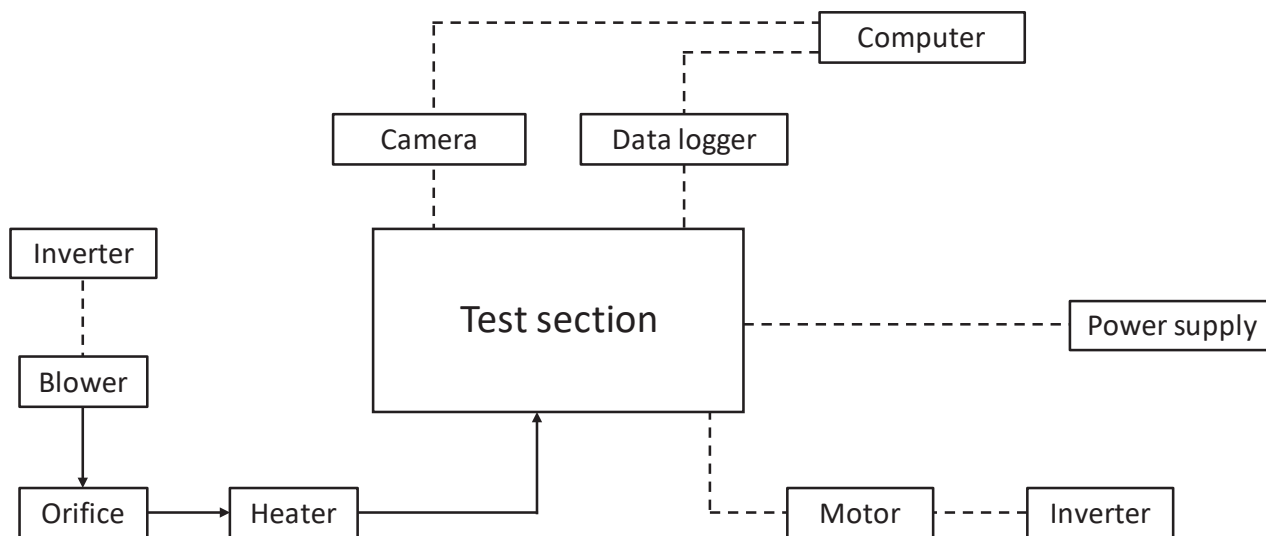 Computer
Camera
Data logger
Inverter
Test section
Power supply
Blower
Orifice
Heater
Motor
Inverter